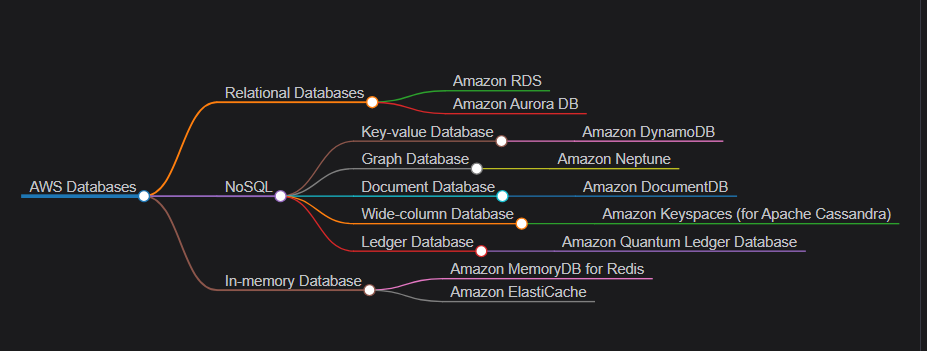 Amazon RDS
Relational Databases
Amazon Aurora DB
Key-value Database
Amazon DynamoDB
Graph Database
Amazon Neptune
AWS Databases
NoSQL
Document Database
Amazon DocumentDB
Wide-column Database
Amazon Keyspaces (for Apache Cassandra)
Ledger Database
Amazon Quantum Ledger Database
Amazon MemoryDB for Redis
In-memory Database
Amazon ElastiCache